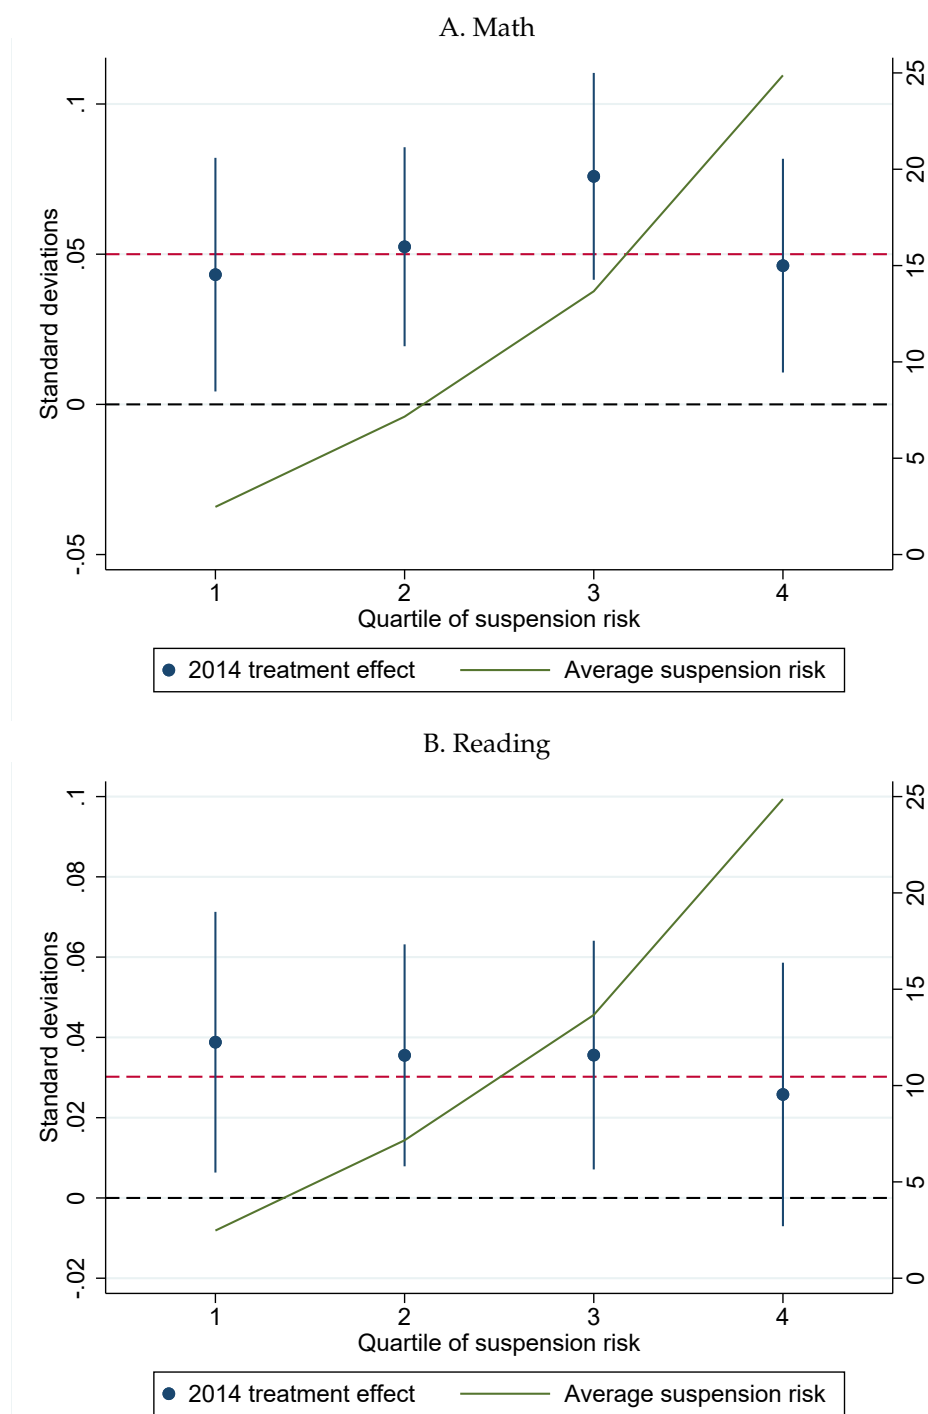 A. Math
Standard deviations
.1
.05
0
-.05
25
20
15
10
5
0
1 2 3 4
Quartile of suspension risk
2014 treatment effect Average suspension risk
B. Reading
Standard deviations
.1
.08
.06
.04
.02
0
-.02
25
20
15
10
5
0
1 2 3 4
Quartile of suspension risk
2014 treatment effect Average suspension risk